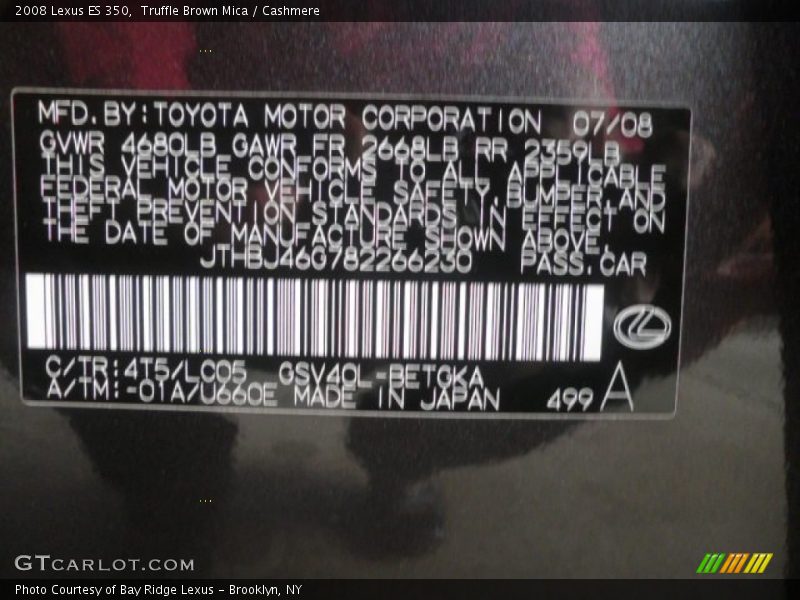 2008 Lexus ES 350,  Truffle Brown Mica / Cashmere
MFD.BY:TOYOTA MOTOR CORPORATION 07/08
GVWR 4680LB GAWR FR 2668LB RR 2359LB
THIS VEHICLE CONFORMS TO ALL APPLICABLE
FEDERAL MOTOR VEHICLE SAFETY,BUMPER,AND
THEFT PREVENTION STANDARDS IN EFFECT ON
THE DATE OF MANUFACTURE SHOWN ABOVE.
JTHBJ46G782266230 PASS.CAR
C/TR:4T5/LC05 GSV40L-BETGKA
A/TM:-01A/U660E MADE IN JAPAN 499 A
GTCARLOT.COM
Photo Courtesy of Bay Ridge Lexus - Brooklyn, NY